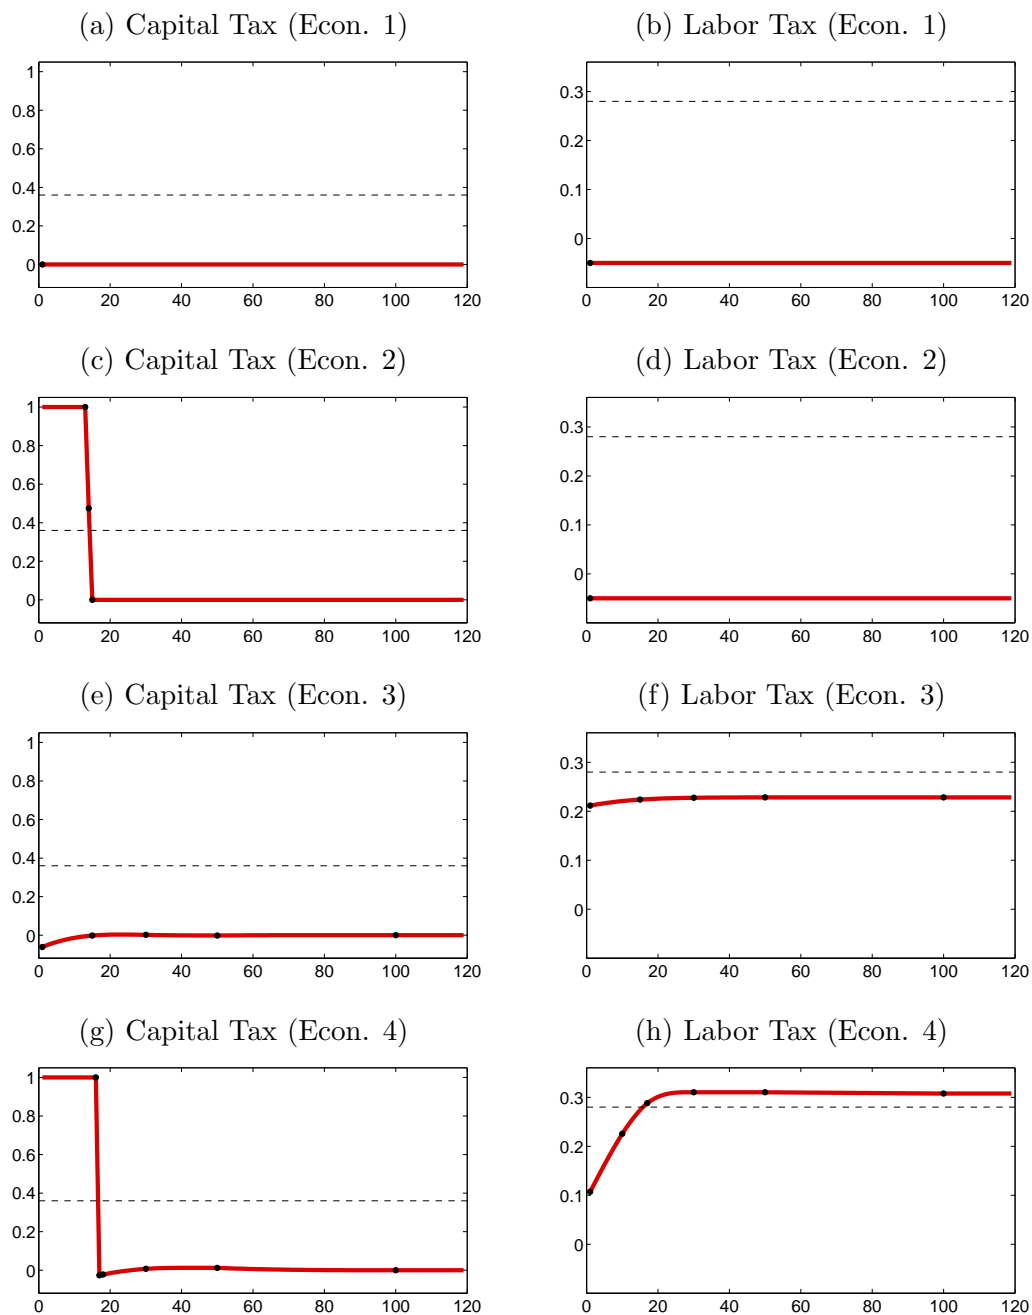 (a) Capital Tax (Econ. 1)
1
0.8
0.6
0.4
0.2
0
0 20 40 60 80 100 120
(b) Labor Tax (Econ. 1)
0.3
0.2
0.1
0
0 20 40 60 80 100 120
(c) Capital Tax (Econ. 2)
1
0.8
0.6
0.4
0.2
0
0 20 40 60 80 100 120
(d) Labor Tax (Econ. 2)
0.3
0.2
0.1
0
0 20 40 60 80 100 120
(e) Capital Tax (Econ. 3)
1
0.8
0.6
0.4
0.2
0
0 20 40 60 80 100 120
(f) Labor Tax (Econ. 3)
0.3
0.2
0.1
0
0 20 40 60 80 100 120
(g) Capital Tax (Econ. 4)
1
0.8
0.6
0.4
0.2
0
0 20 40 60 80 100 120
(h) Labor Tax (Econ. 4)
0.3
0.2
0.1
0
0 20 40 60 80 100 120